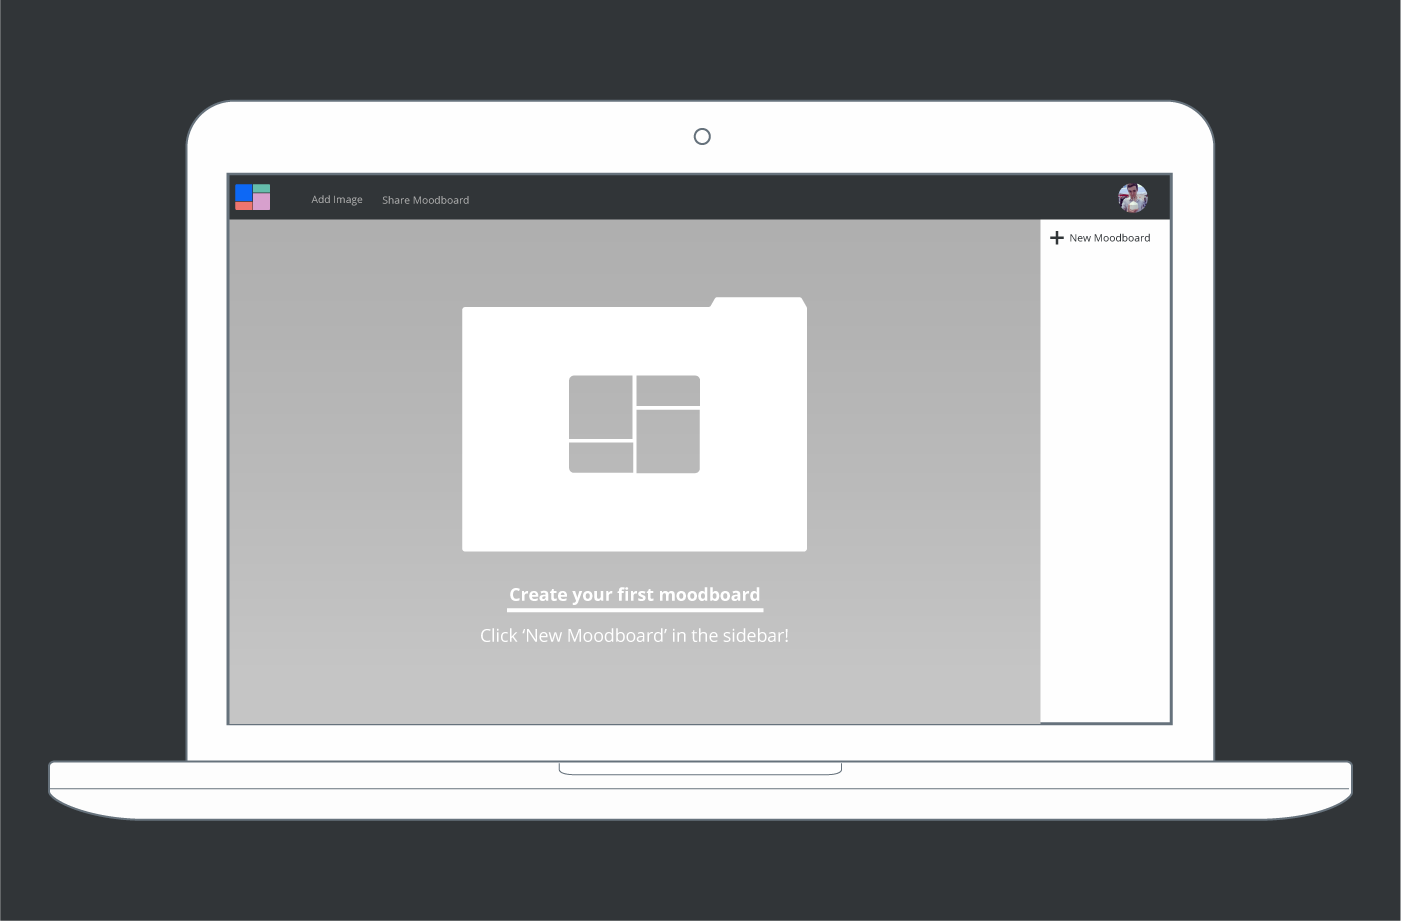 Add Image
Share Moodboard
New Moodboard
Create your first moodboard
Click ‘New Moodboard’ in the sidebar!